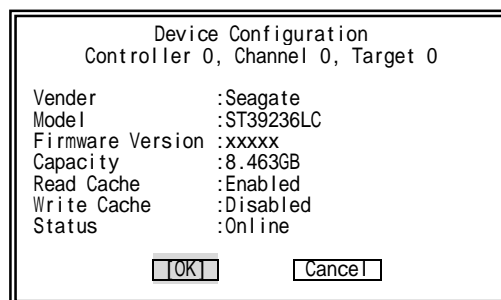 Device Configuration
Controller 0, Channel 0, Target 0
Vender :Seagate
Model :ST39236LC
Firmware Version :xxxxx
Capacity :8.463GB
Read Cache :Enabled
Write Cache :Disabled
Status :Online
[OK] Cancel